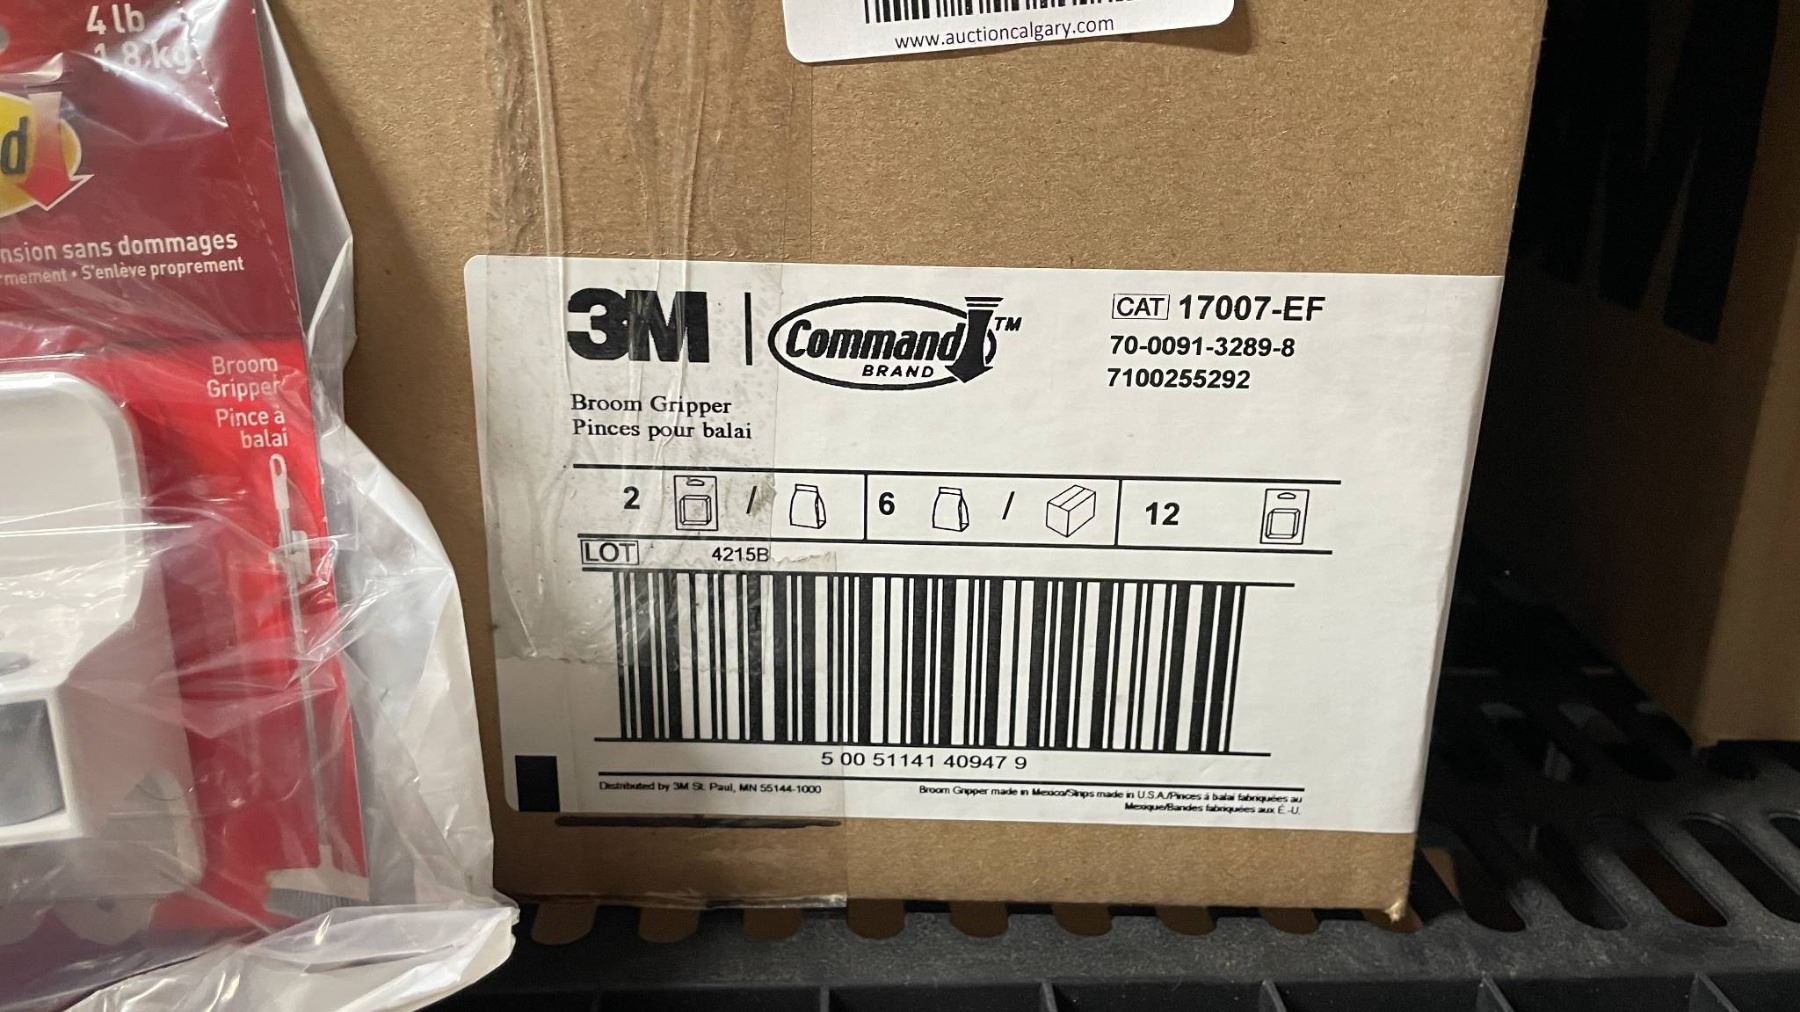 4 lb
1,8 kg
d
nsion sans dommages
rmement • S'enlève proprement
Broom
Gripper
Pince à
balai
www.auctioncalgary.com
3M | Command™
BRAND
CAT 17007-EF
70-0091-3289-8
7100255292
Broom Gripper
Pinces pour balai
2 / 6 / 12
LOT 4215B
5 00 51141 40947 9
Distributed by 3M St. Paul, MN 55144-1000
Broom Gripper made in Mexico/Strips made in U.S.A./Pinces à balai fabriquées au
Mexique/Bandes fabriquées aux É.-U.